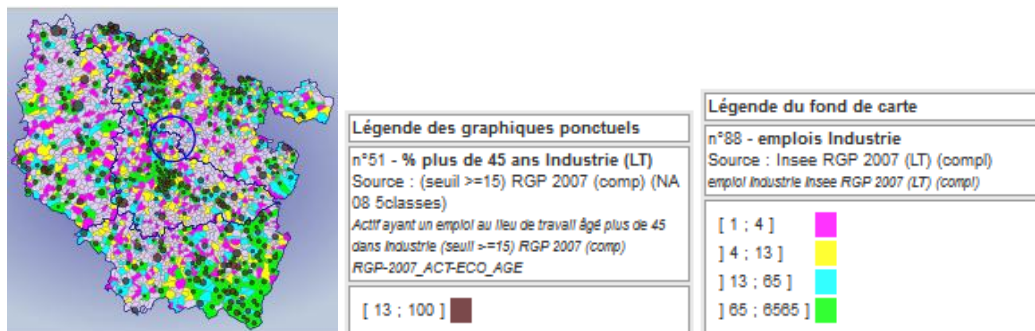 Légende des graphiques ponctuels
n°51 - % plus de 45 ans Industrie (LT)
Source : (seuil >=15) RGP 2007 (comp) (NA
08 5classes)
Actif ayant un emploi au lieu de travail âgé plus de 45
dans Industrie (seuil >=15) RGP 2007 (comp)
RGP-2007_ACT-ECO_AGE
[ 13 ; 100 ]
Légende du fond de carte
n°88 - emplois Industrie
Source : Insee RGP 2007 (LT) (compl)
emploi Industrie Insee RGP 2007 (LT) (compl)
[ 1 ; 4 ]
] 4 ; 13 ]
] 13 ; 65 ]
] 65 ; 6565 ]